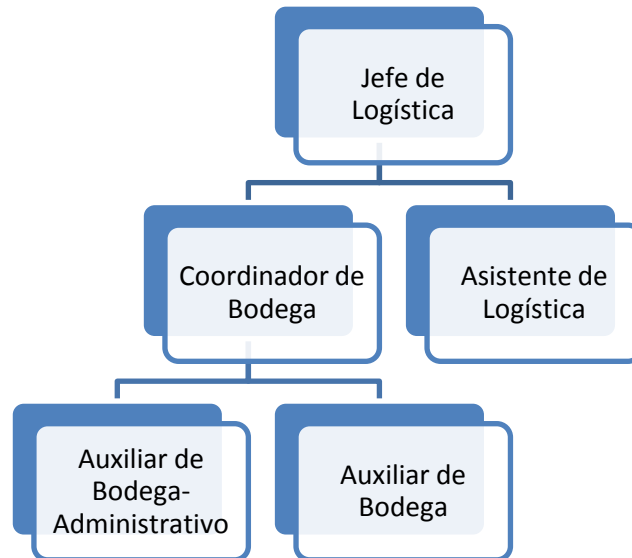 Jefe de
Logística
Coordinador de
Bodega
Asistente de
Logística
Auxiliar de
Bodega-
Administrativo
Auxiliar de
Bodega